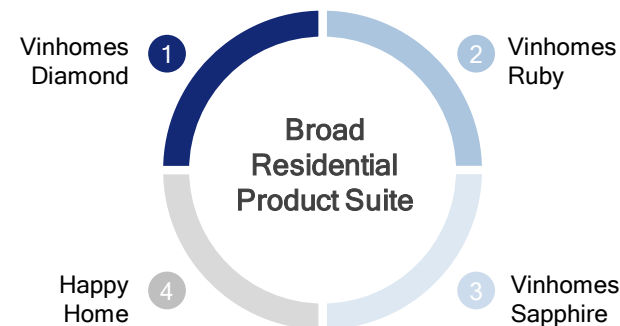 Vinhomes
Diamond
1
2
Vinhomes
Ruby
Broad
Residential
Product Suite
Happy
Home
4
3
Vinhomes
Sapphire